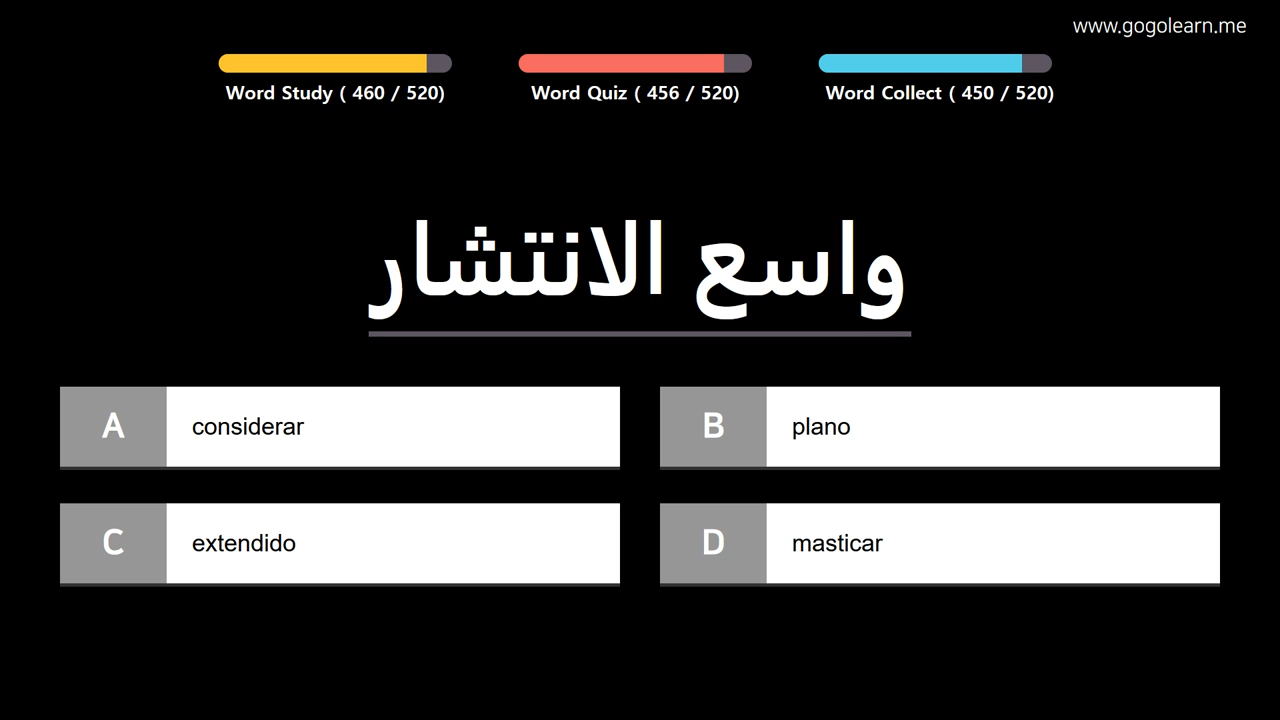 www.gogolearn.me
Word Study ( 460 / 520)
Word Quiz ( 456 / 520)
Word Collect ( 450 / 520)
واسع الانتشار
A considerar
B plano
C extendido
D masticar